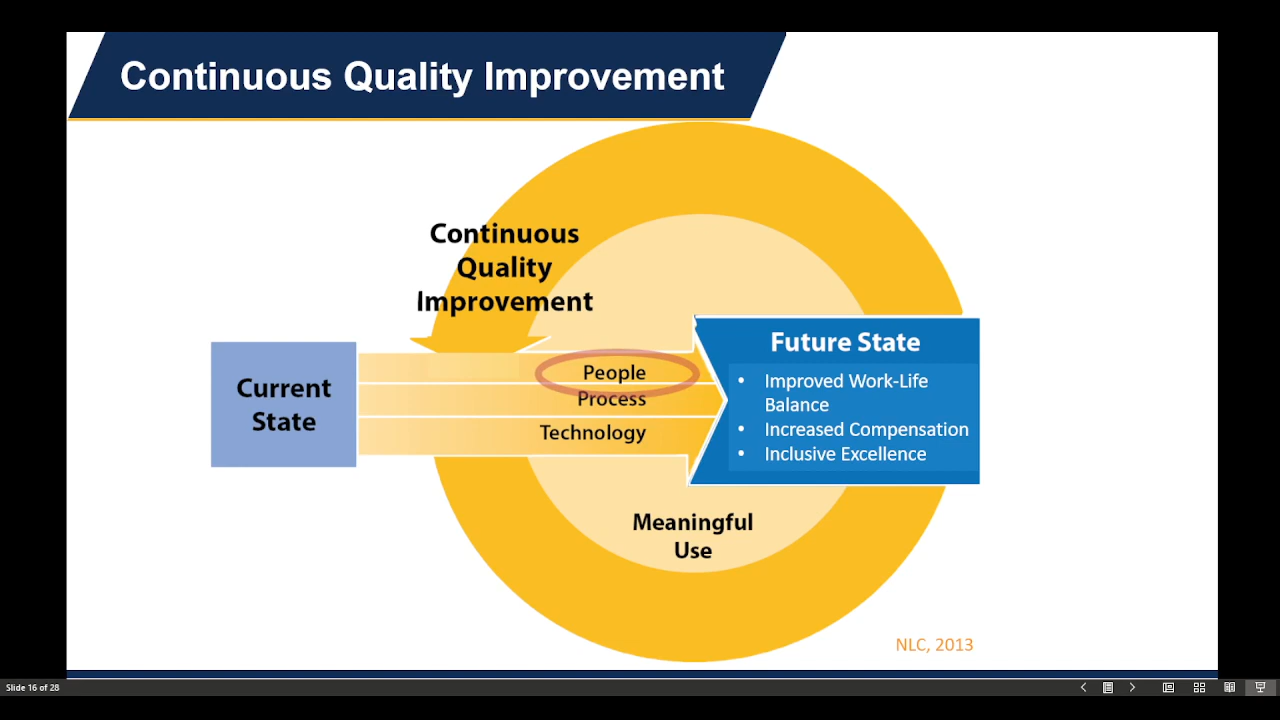 Continuous Quality Improvement
Continuous
Quality
Improvement
Current
State
People
Process
Technology
Future State
• Improved Work-Life
Balance
• Increased Compensation
• Inclusive Excellence
Meaningful
Use
NLC, 2013
Slide 16 of 28